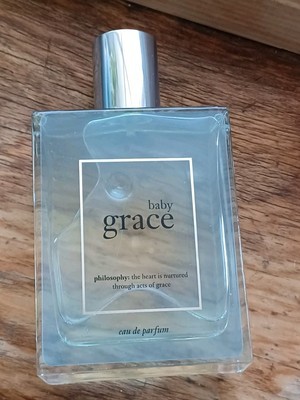 baby
grace
philosophy: the heart is nurtured
through acts of grace
eau de parfum